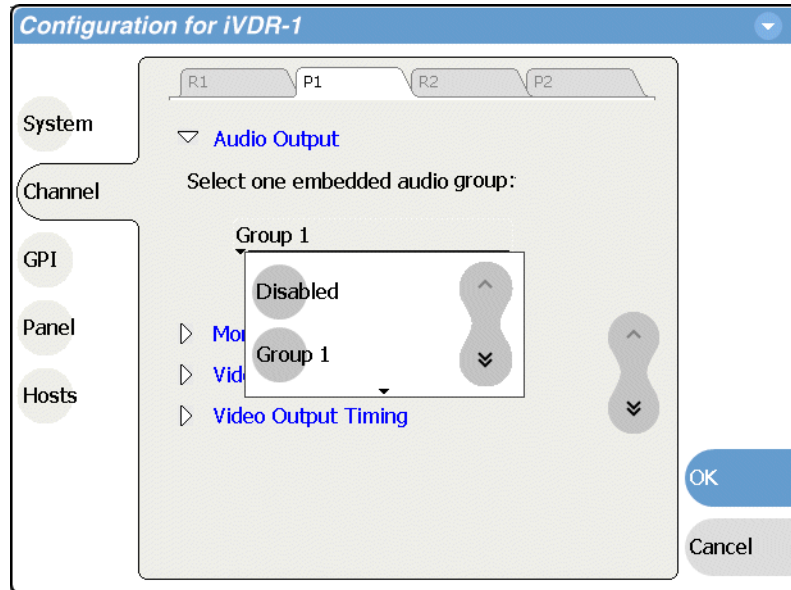 Configuration for iVDR-1
R1
P1
R2
P2
System
Channel
GPI
Panel
Hosts
Audio Output
Select one embedded audio group:
Group 1
Disabled
Group 1
Video Output Timing
OK
Cancel